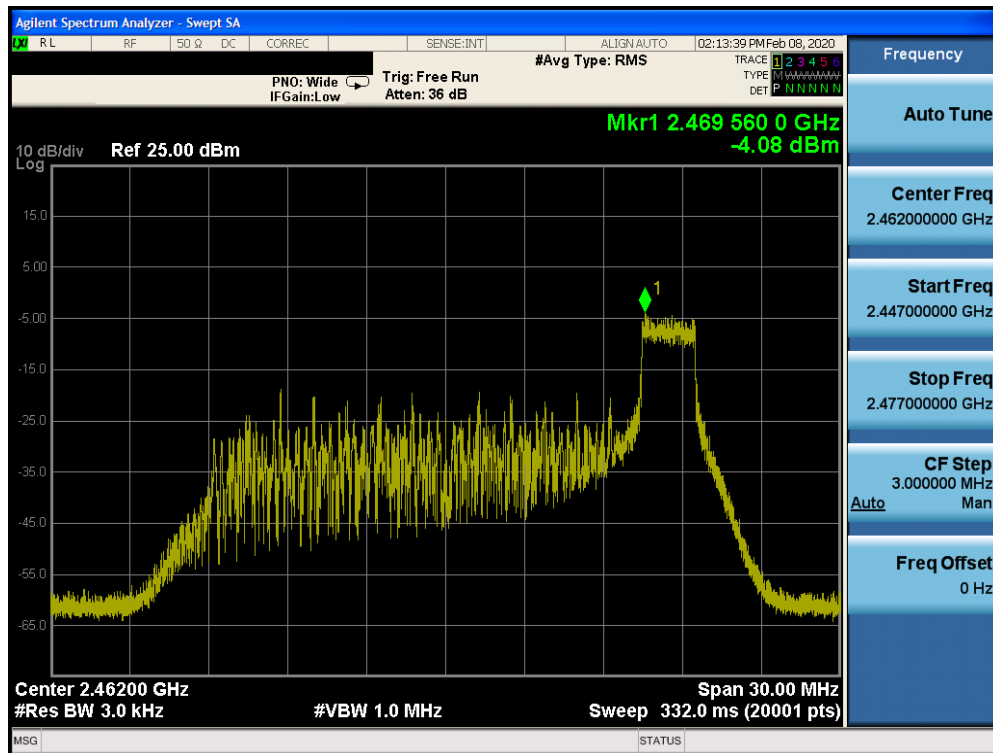 Agilent Spectrum Analyzer - Swept SA
LXI RL RF 50 Ω DC CORREC SENSE:INT ALIGN AUTO 02:13:39 PM Feb 08, 2020
#Avg Type: RMS TRACE 1 2 3 4 5 6
PNO: Wide Trig: Free Run TYPE M WWWWW
IFGain:Low Atten: 36 dB DET P N N N N N
Mkr1 2.469 560 0 GHz
10 dB/div Ref 25.00 dBm -4.08 dBm
Log
15.0
5.00
1
-5.00
-15.0
-25.0
-35.0
-45.0
-55.0
-65.0
Center 2.46200 GHz Span 30.00 MHz
#Res BW 3.0 kHz #VBW 1.0 MHz Sweep 332.0 ms (20001 pts)
MSG STATUS
Frequency
Auto Tune
Center Freq
2.462000000 GHz
Start Freq
2.447000000 GHz
Stop Freq
2.477000000 GHz
CF Step
3.000000 MHz
Auto Man
Freq Offset
0 Hz